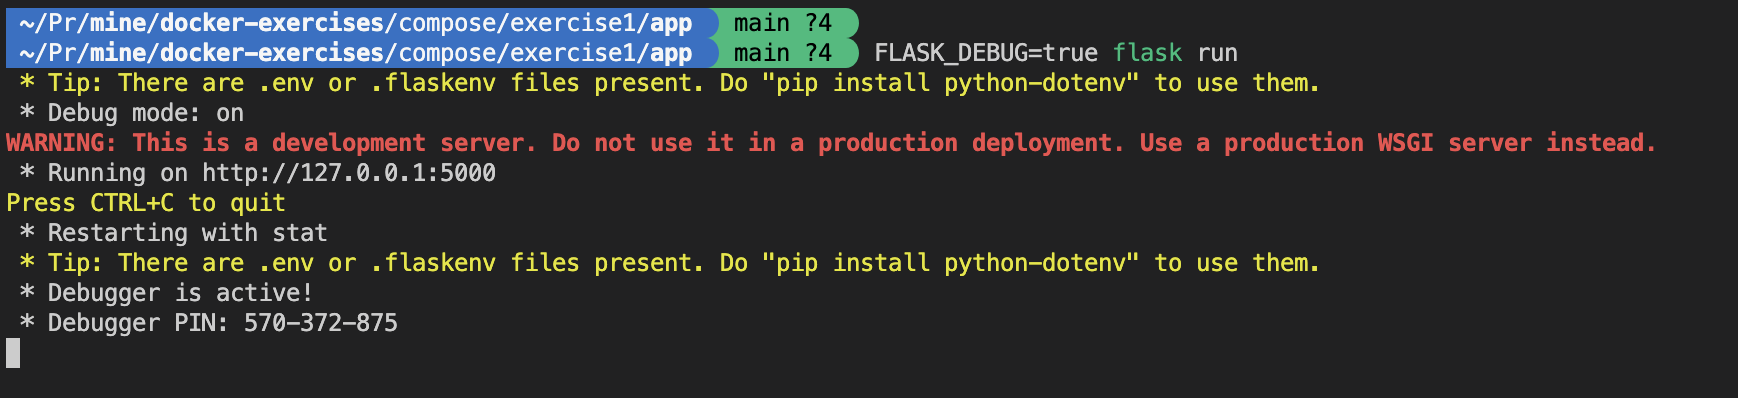 ~/Pr/mine/docker-exercises/compose/exercise1/app main ?4
~/Pr/mine/docker-exercises/compose/exercise1/app main ?4 FLASK_DEBUG=true flask run
* Tip: There are .env or .flaskenv files present. Do "pip install python-dotenv" to use them.
* Debug mode: on
WARNING: This is a development server. Do not use it in a production deployment. Use a production WSGI server instead.
* Running on http://127.0.0.1:5000
Press CTRL+C to quit
* Restarting with stat
* Tip: There are .env or .flaskenv files present. Do "pip install python-dotenv" to use them.
* Debugger is active!
* Debugger PIN: 570-372-875